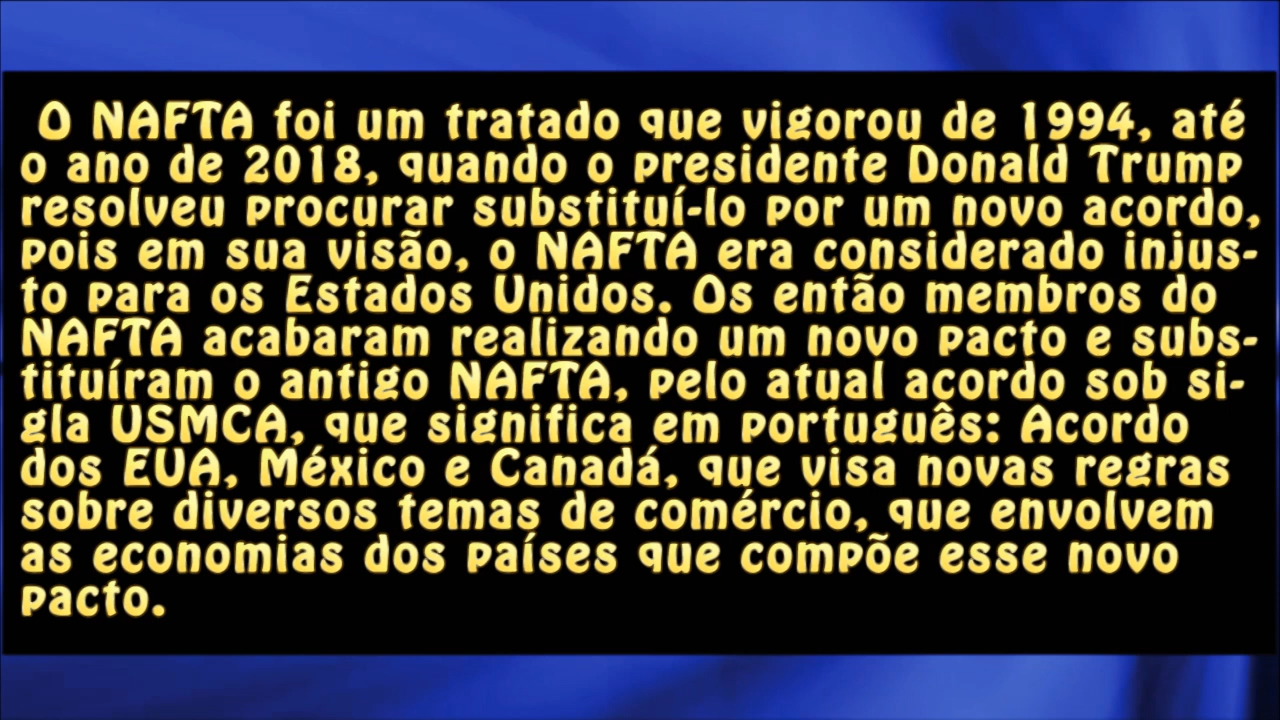 O NAFTA foi um tratado que vigorou de 1994, até
o ano de 2018, quando o presidente Donald Trump
resolveu procurar substituí-lo por um novo acordo,
pois em sua visão, o NAFTA era considerado injus-
to para os Estados Unidos. Os então membros do
NAFTA acabaram realizando um novo pacto e subs-
tituíram o antigo NAFTA, pelo atual acordo sob si-
gla USMCA, que significa em português: Acordo
dos EUA, México e Canadá, que visa novas regras
sobre diversos temas de comércio, que envolvem
as economias dos países que compõe esse novo
pacto.